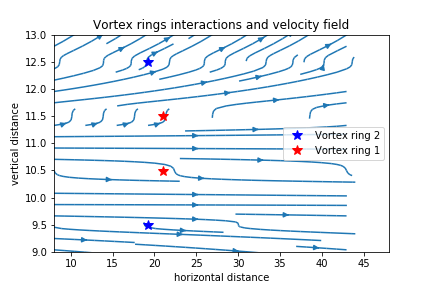 Vortex rings interactions and velocity field
vertical distance
13.0
12.5
12.0
11.5
11.0
10.5
10.0
9.5
9.0
Vortex ring 2
Vortex ring 1
10 15 20 25 30 35 40 45
horizontal distance